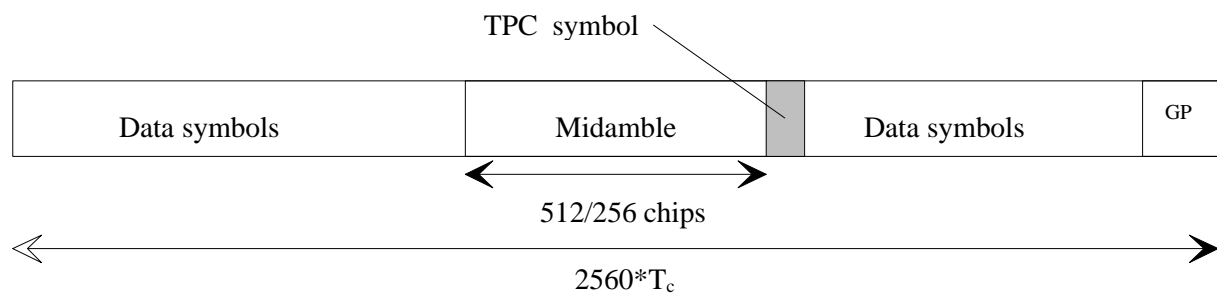 TPC symbol
Data symbols
Midamble
Data symbols
GP
512/256 chips
2560*Tc